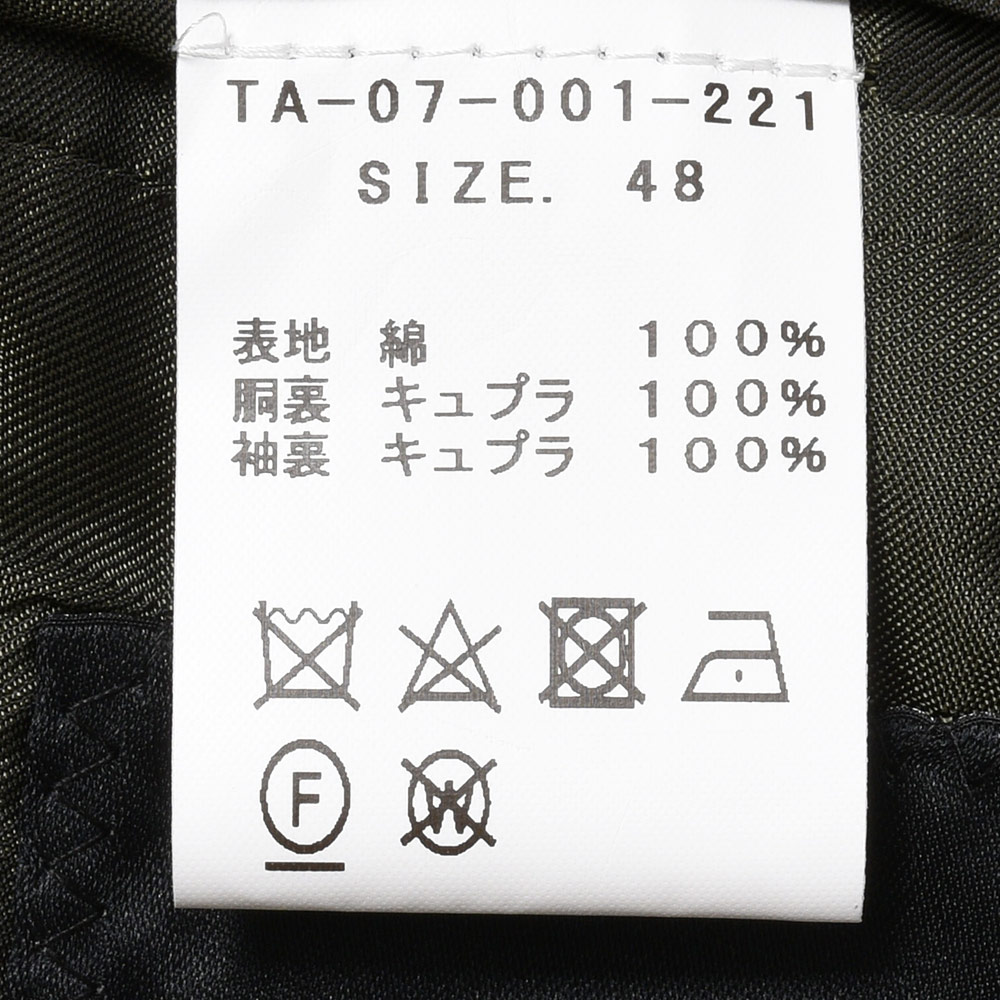 TA-07-001-221
SIZE. 48
表地 綿 100%
胴裏 キュプラ 100%
袖裏 キュプラ 100%
F
W